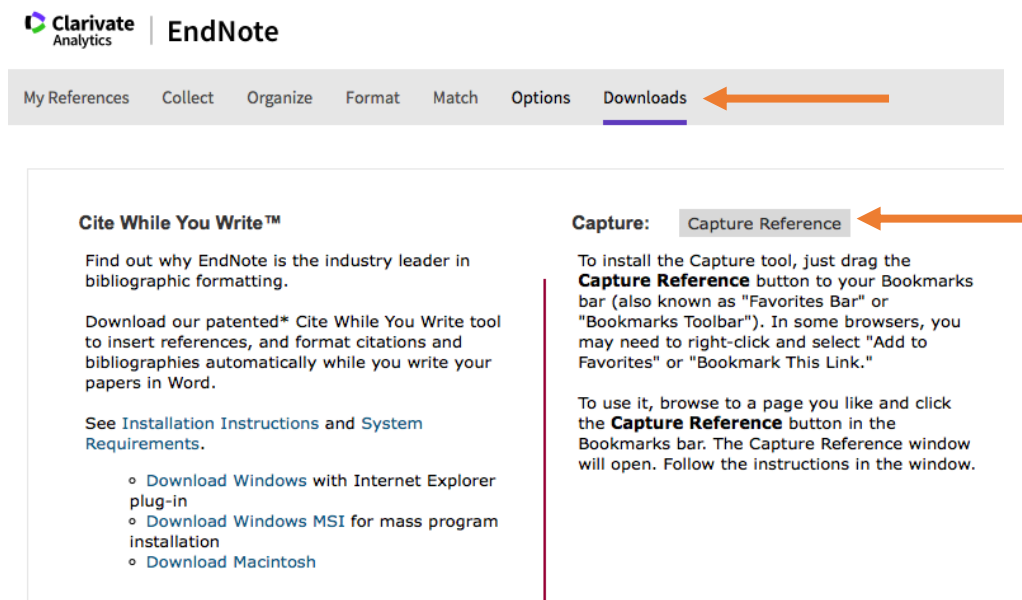 Clarivate
Analytics
EndNote
My References Collect Organize Format Match Options Downloads
Cite While You Write™
Find out why EndNote is the industry leader in
bibliographic formatting.
Download our patented* Cite While You Write tool
to insert references, and format citations and
bibliographies automatically while you write your
papers in Word.
See Installation Instructions and System
Requirements.
Download Windows with Internet Explorer
plug-in
Download Windows MSI for mass program
installation
Download Macintosh
Capture: Capture Reference
To install the Capture tool, just drag the
Capture Reference button to your Bookmarks
bar (also known as "Favorites Bar" or
"Bookmarks Toolbar"). In some browsers, you
may need to right-click and select "Add to
Favorites" or "Bookmark This Link."
To use it, browse to a page you like and click
the Capture Reference button in the
Bookmarks bar. The Capture Reference window
will open. Follow the instructions in the window.